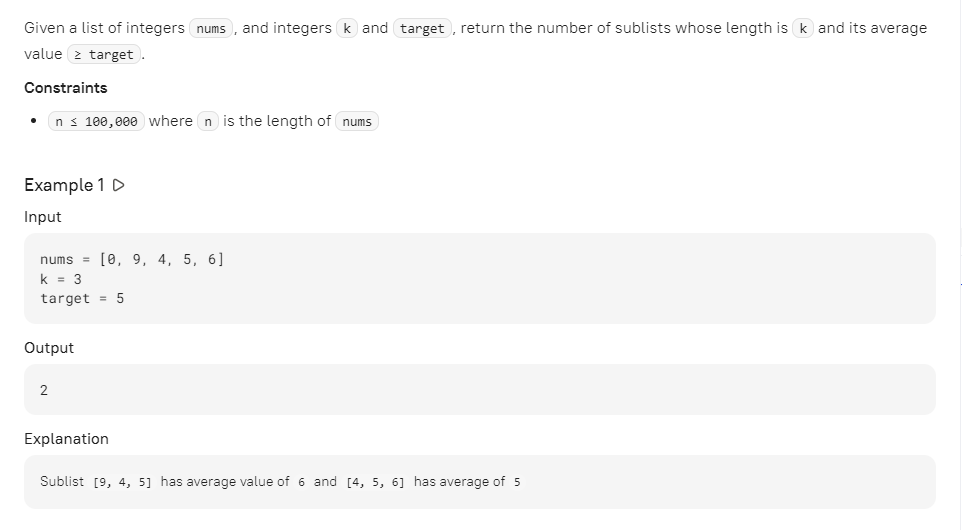 Given a list of integers nums, and integers k and target, return the number of sublists whose length is k and its average
value ≥ target.
Constraints
• n ≤ 100,000 where n is the length of nums
Example 1
Input
nums = [0, 9, 4, 5, 6]
k = 3
target = 5
Output
2
Explanation
Sublist [9, 4, 5] has average value of 6 and [4, 5, 6] has average of 5